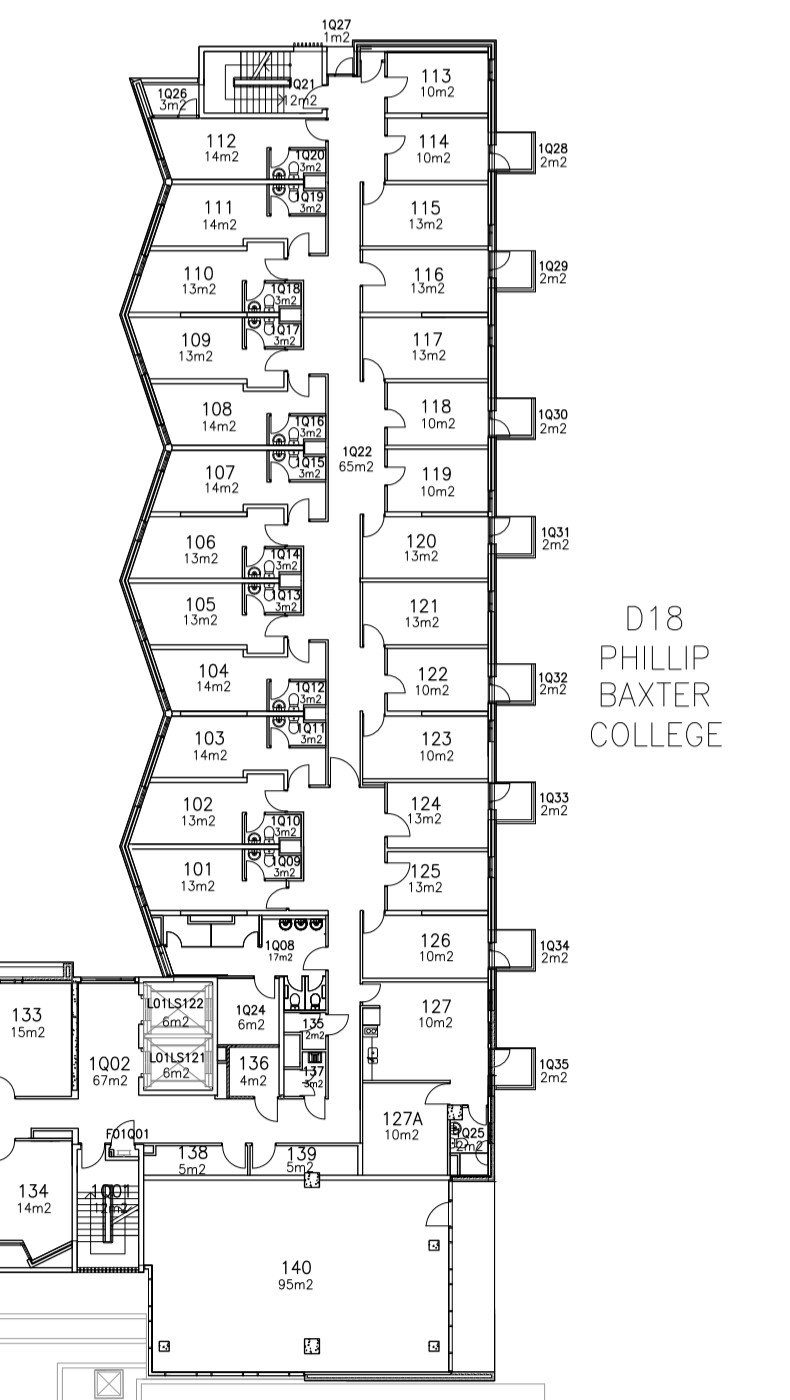 1Q27
1m2
113
10m2
1Q21
12m2
1Q26
3m2
112
14m2
114
10m2
1Q28
2m2
1Q20
3m2
1Q19
3m2
111
14m2
115
13m2
110
13m2
116
13m2
1Q29
2m2
1Q18
3m2
1Q17
3m2
109
13m2
117
13m2
108
14m2
118
10m2
1Q30
2m2
1Q16
3m2
1Q15
3m2
1Q22
65m2
107
14m2
119
10m2
106
13m2
120
13m2
1Q31
2m2
1Q14
3m2
1Q13
3m2
105
13m2
121
13m2
D18
PHILLIP
BAXTER
COLLEGE
104
14m2
122
10m2
1Q32
2m2
1Q12
3m2
1Q11
3m2
103
14m2
123
10m2
102
13m2
124
13m2
1Q33
2m2
1Q10
3m2
1Q09
3m2
101
13m2
125
13m2
126
10m2
1Q34
2m2
1Q08
17m2
133
15m2
L01LS122
6m2
1Q24
6m2
135
2m2
127
10m2
1Q02
67m2
L01LS121
6m2
136
4m2
137
3m2
1Q35
2m2
127A
10m2
1Q25
2m2
F01Q01
138
5m2
139
5m2
134
14m2
1Q01
12m2
140
95m2